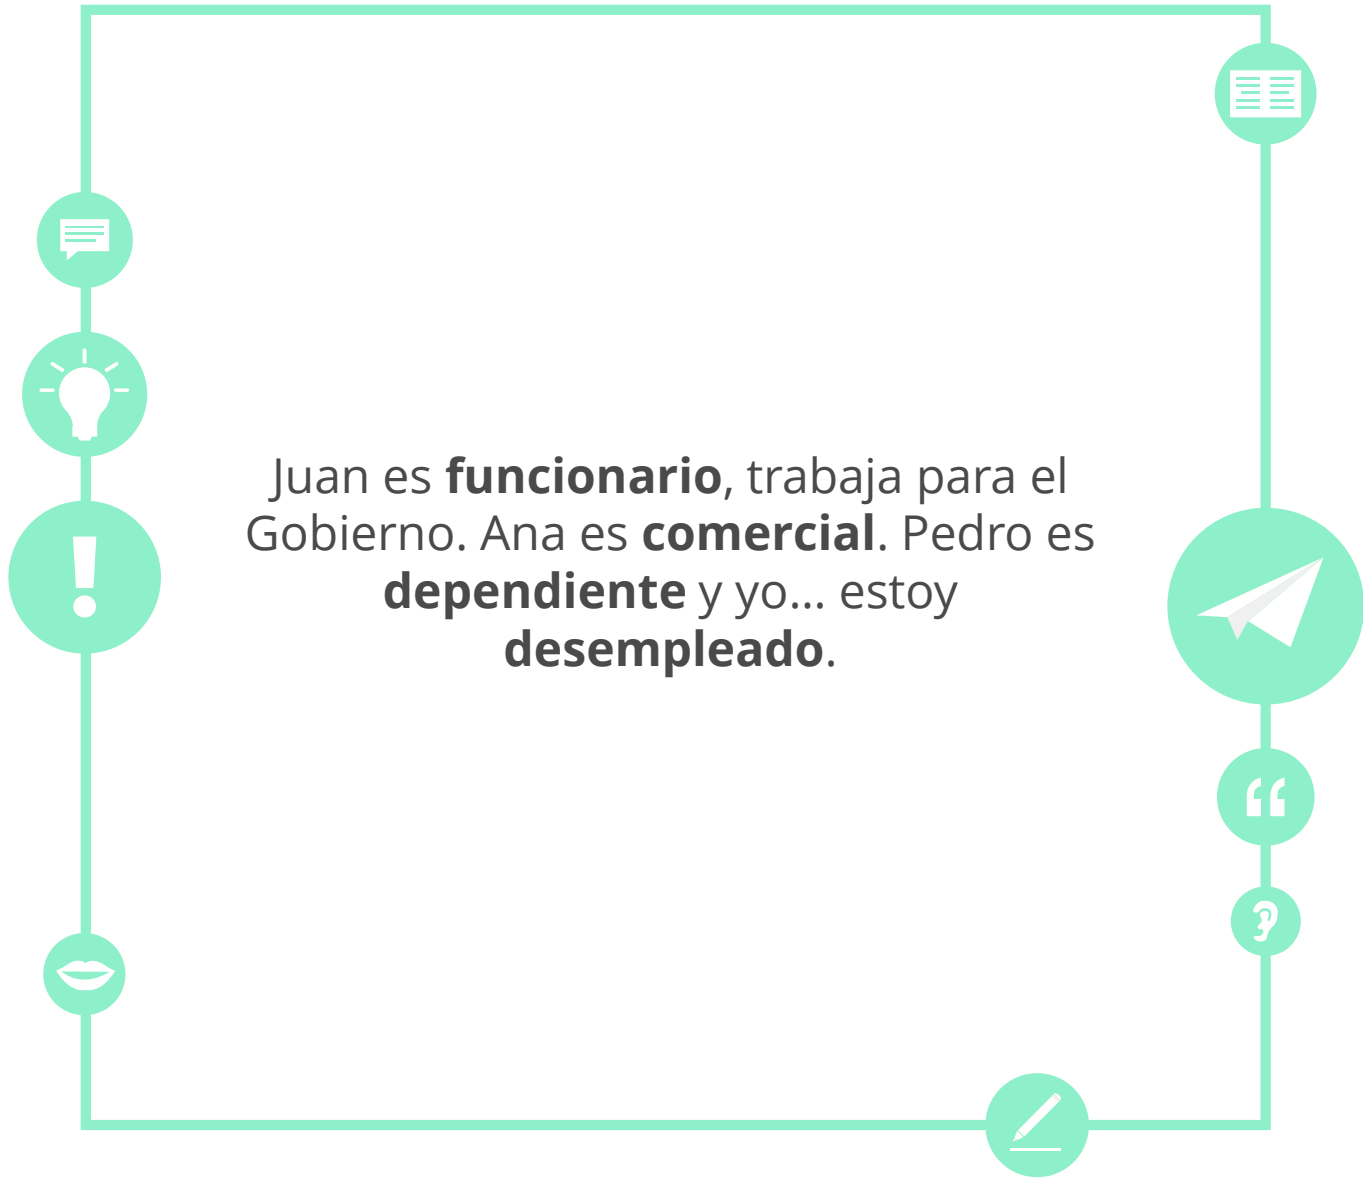 Juan es funcionario, trabaja para el
Gobierno. Ana es comercial. Pedro es
dependiente y yo... estoy
desempleado.